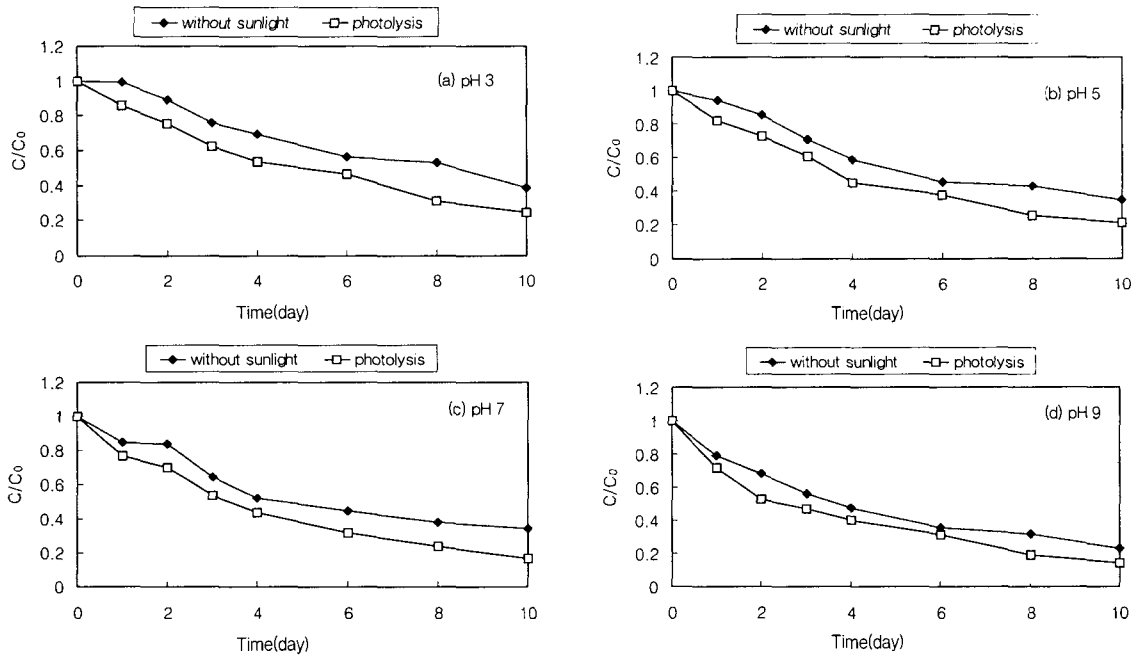 without sunlight photolysis
(a) pH 3
1.2
1
0.8
0.6
0.4
0.2
0
C/C₀
0 2 4 6 8 10
Time(day)
without sunlight photolysis
(b) pH 5
1.2
1
0.8
0.6
0.4
0.2
0
C/C₀
0 2 4 6 8 10
Time(day)
without sunlight photolysis
(c) pH 7
1.2
1
0.8
0.6
0.4
0.2
0
C/C₀
0 2 4 6 8 10
Time(day)
without sunlight photolysis
(d) pH 9
1.2
1
0.8
0.6
0.4
0.2
0
C/C₀
0 2 4 6 8 10
Time(day)